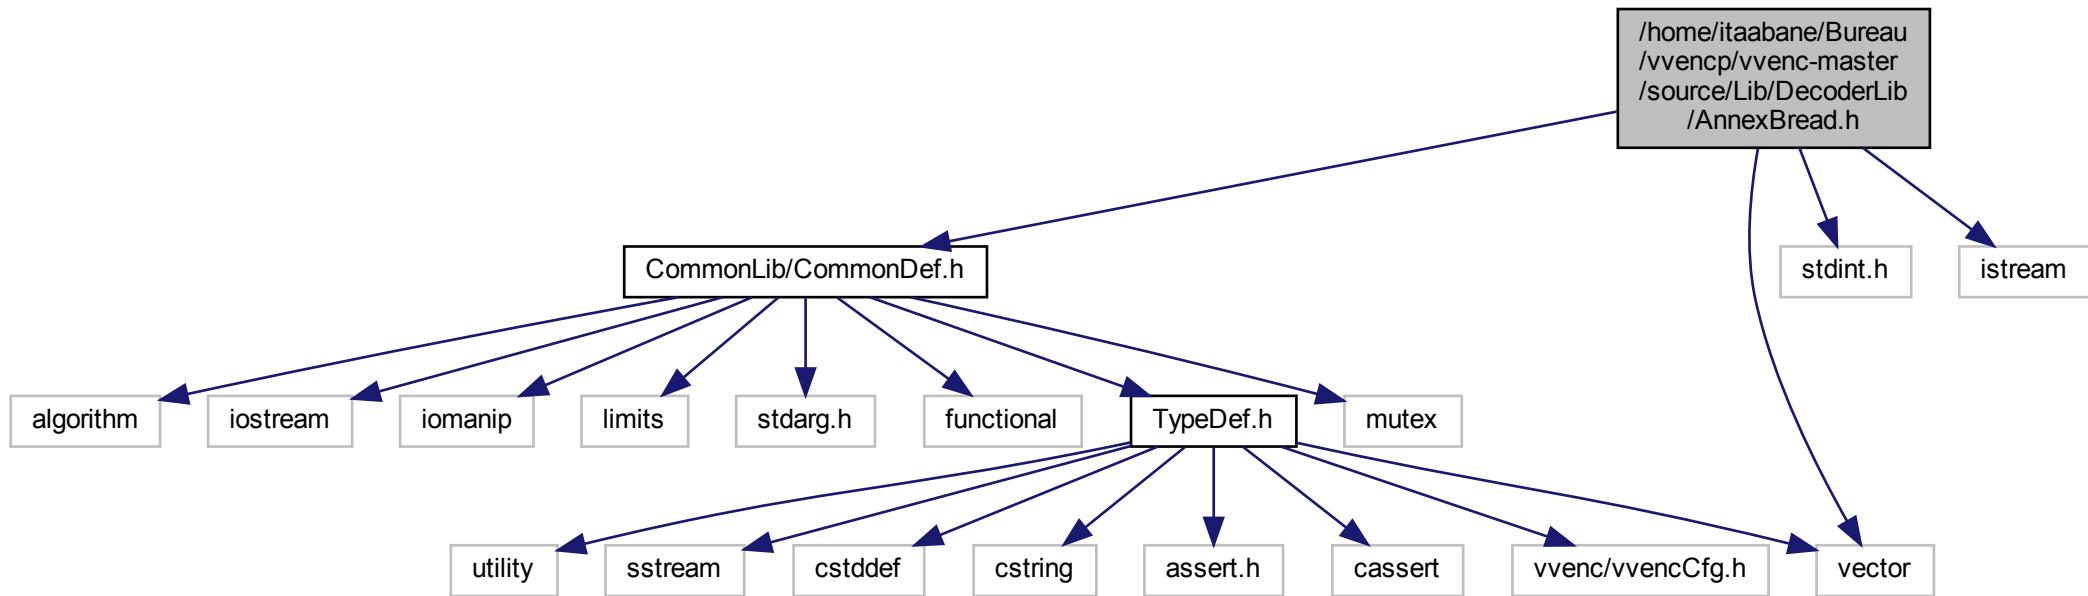 /home/itaabane/Bureau
/vvencp/vvenc-master
/source/Lib/DecoderLib
/AnnexBread.h
CommonLib/CommonDef.h
stdint.h
istream
algorithm
iostream
iomanip
limits
stdarg.h
functional
TypeDef.h
mutex
utility
sstream
cstddef
cstring
assert.h
cassert
vvenc/vvencCfg.h
vector